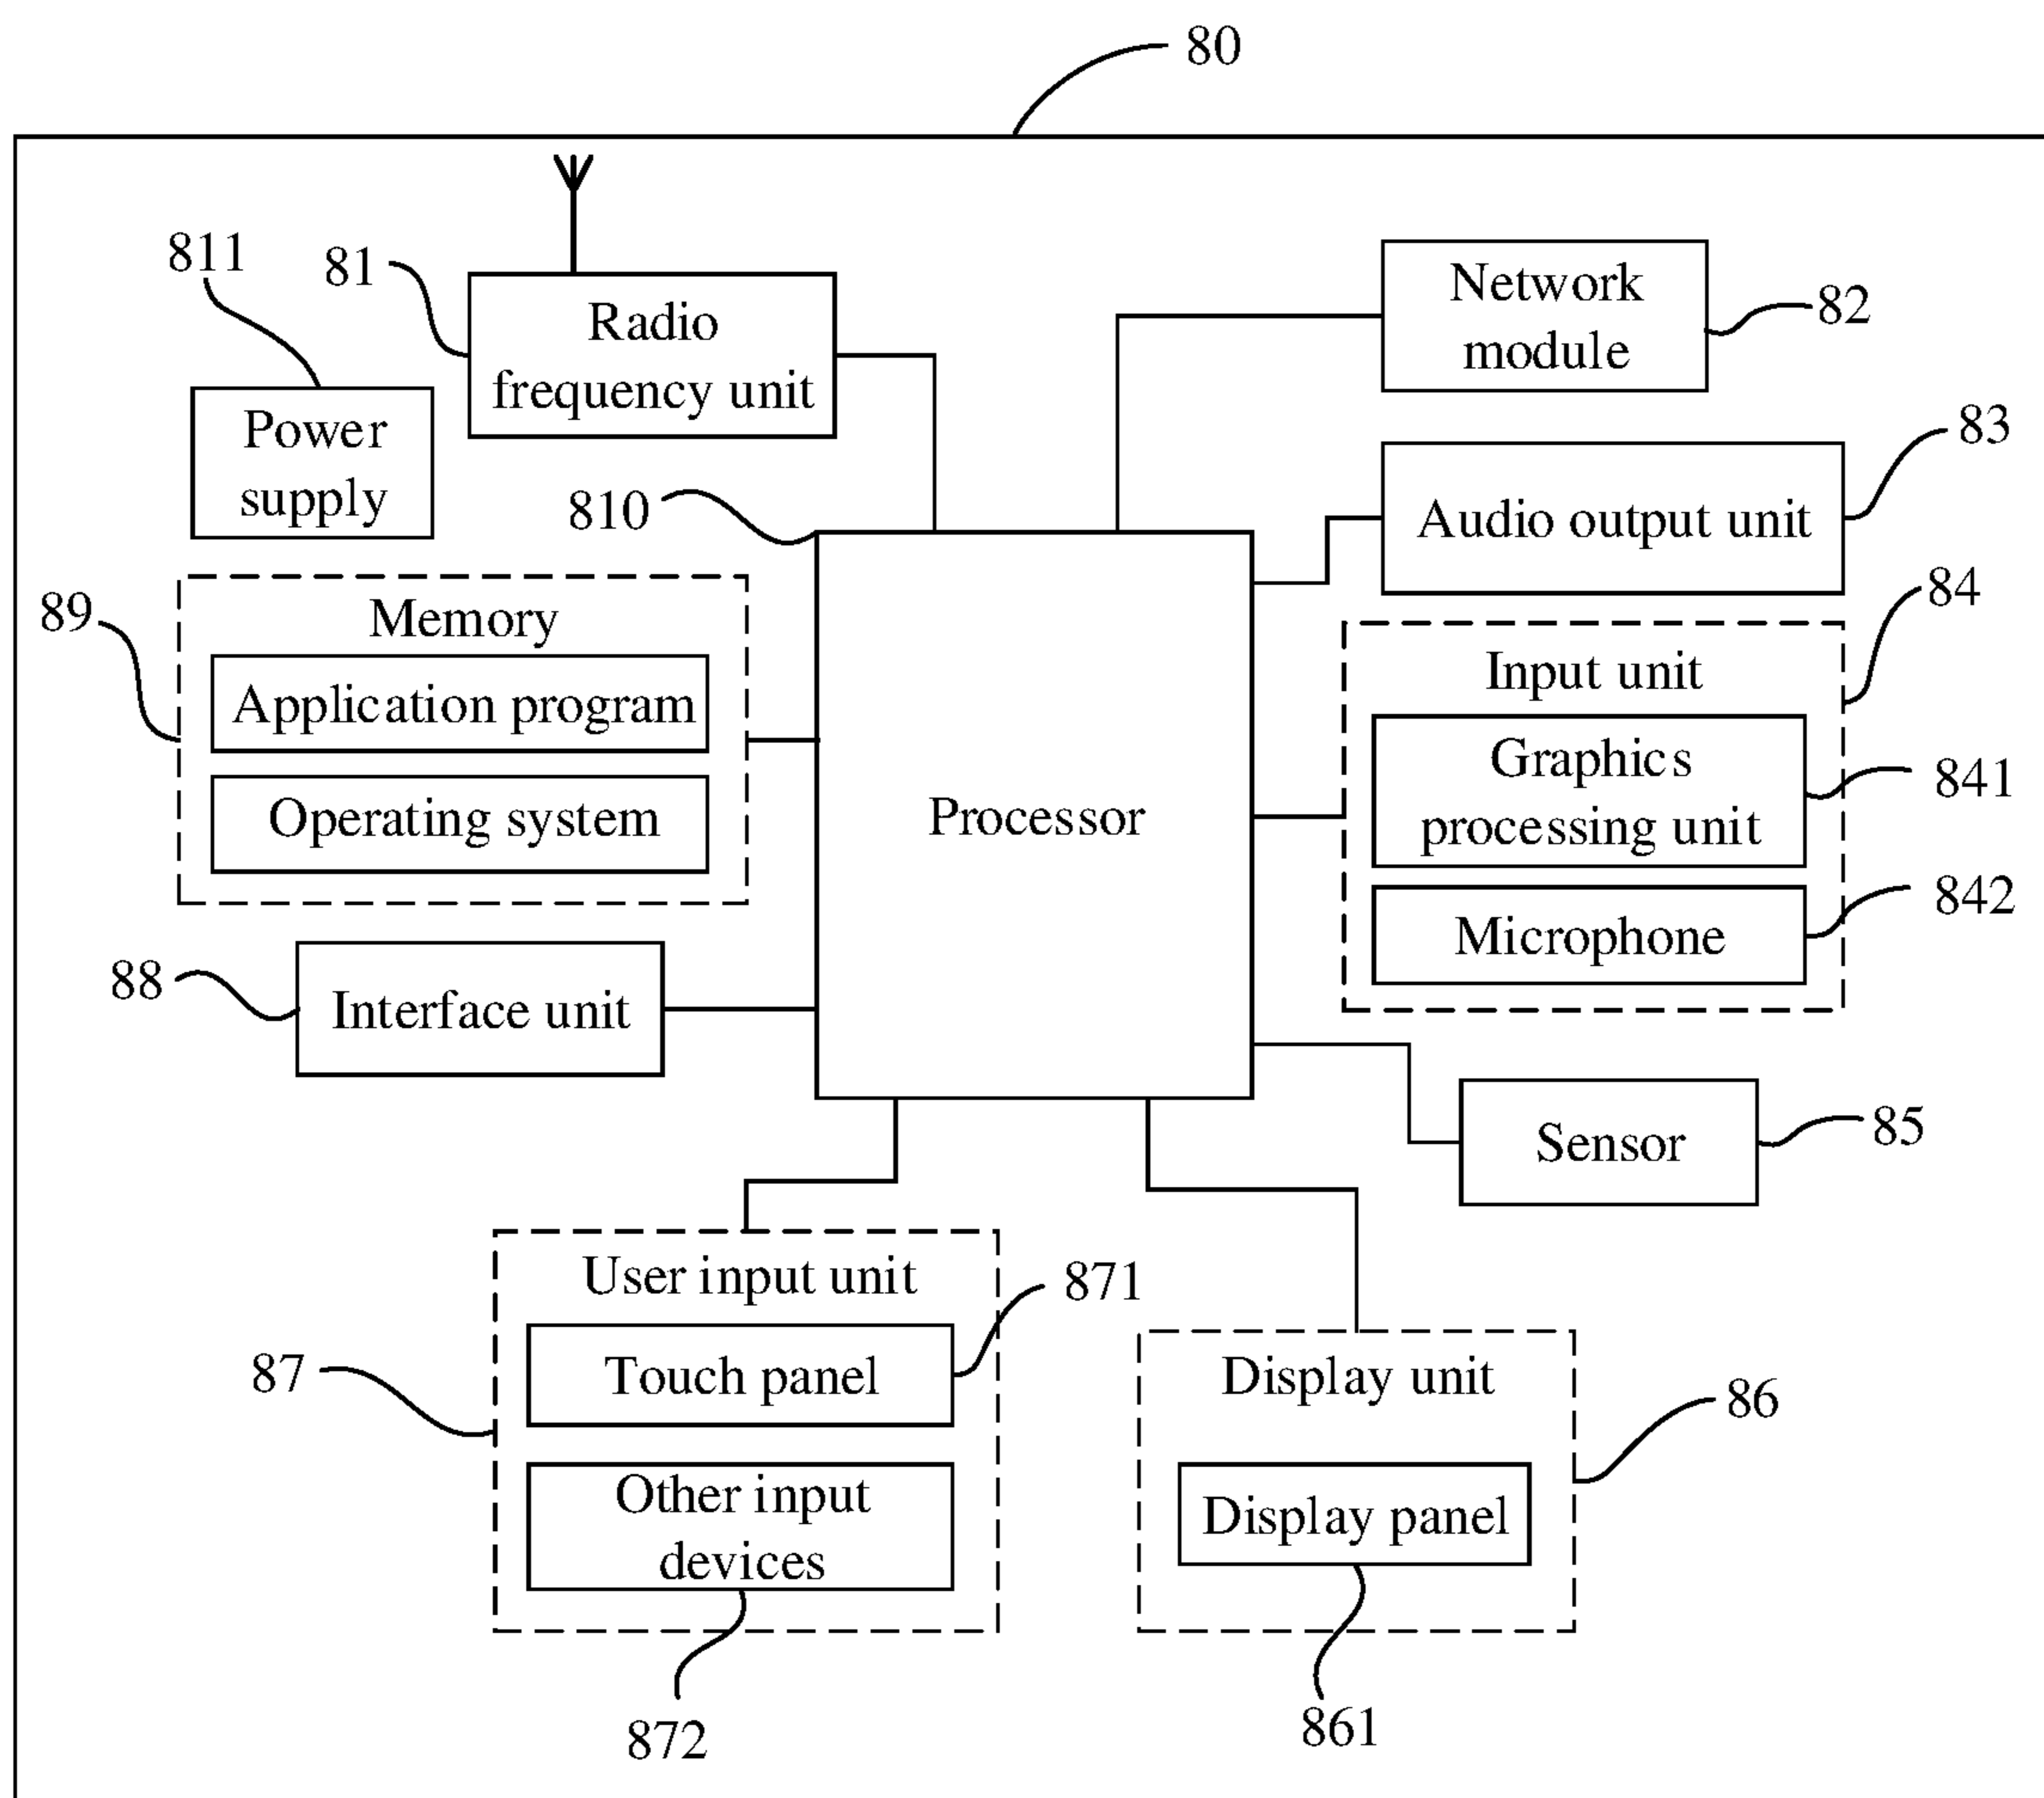 80
811
81
Radio
frequency unit
Network
module
82
Power
supply
810
Audio output unit
83
89
Memory
Application program
Operating system
Processor
84
Input unit
Graphics
processing unit
841
Microphone
842
88
Interface unit
Sensor
85
User input unit
871
87
Touch panel
Other input
devices
872
Display unit
86
Display panel
861